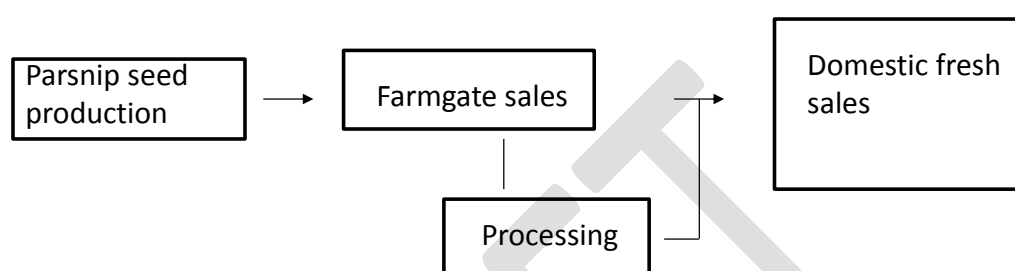 Parsnip seed
production
Farmgate sales
Domestic fresh
sales
Processing